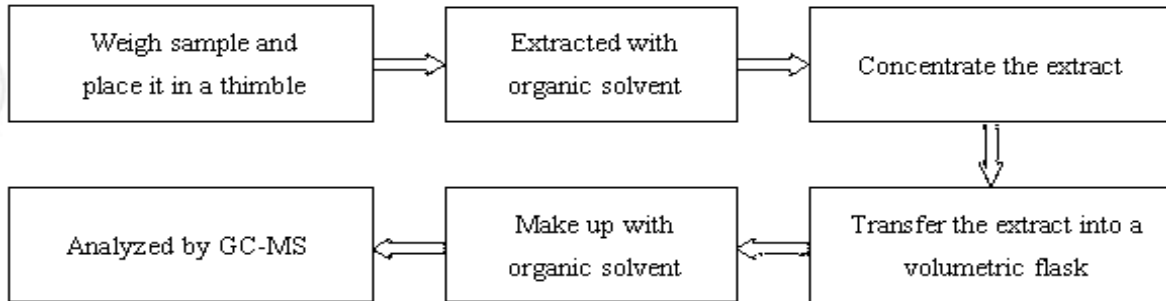 Weigh sample and
place it in a thimble
Extracted with
organic solvent
Concentrate the extract
Transfer the extract into a
volumetric flask
Make up with
organic solvent
Analyzed by GC-MS